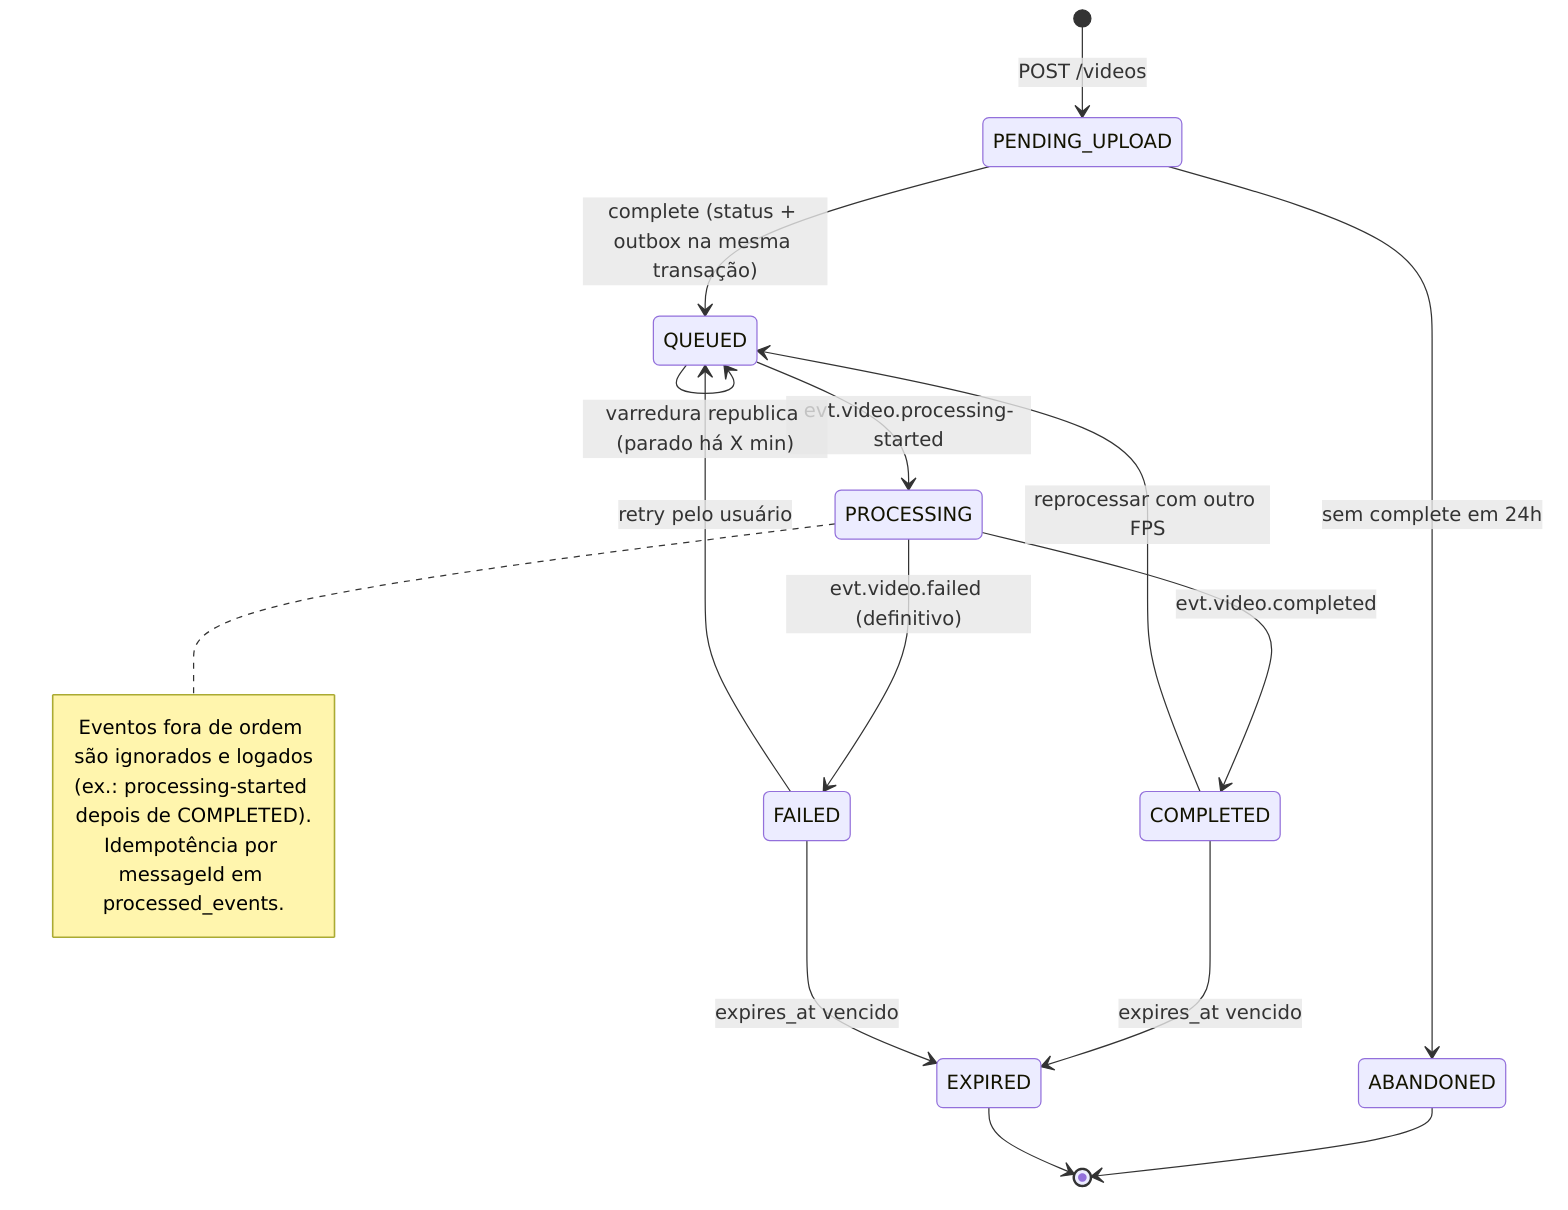 POST /videos
PENDING_UPLOAD
complete (status +
outbox na mesma
transação)
QUEUED
varredura republica
(parado há X min)
evt.video.processing-
started
retry pelo usuário
PROCESSING
reprocessar com outro
FPS
sem complete em 24h
evt.video.failed
(definitivo)
evt.video.completed
Eventos fora de ordem
são ignorados e logados
(ex.: processing-started
depois de COMPLETED).
Idempotência por
messageId em
processed_events.
FAILED
COMPLETED
expires_at vencido
expires_at vencido
EXPIRED
ABANDONED